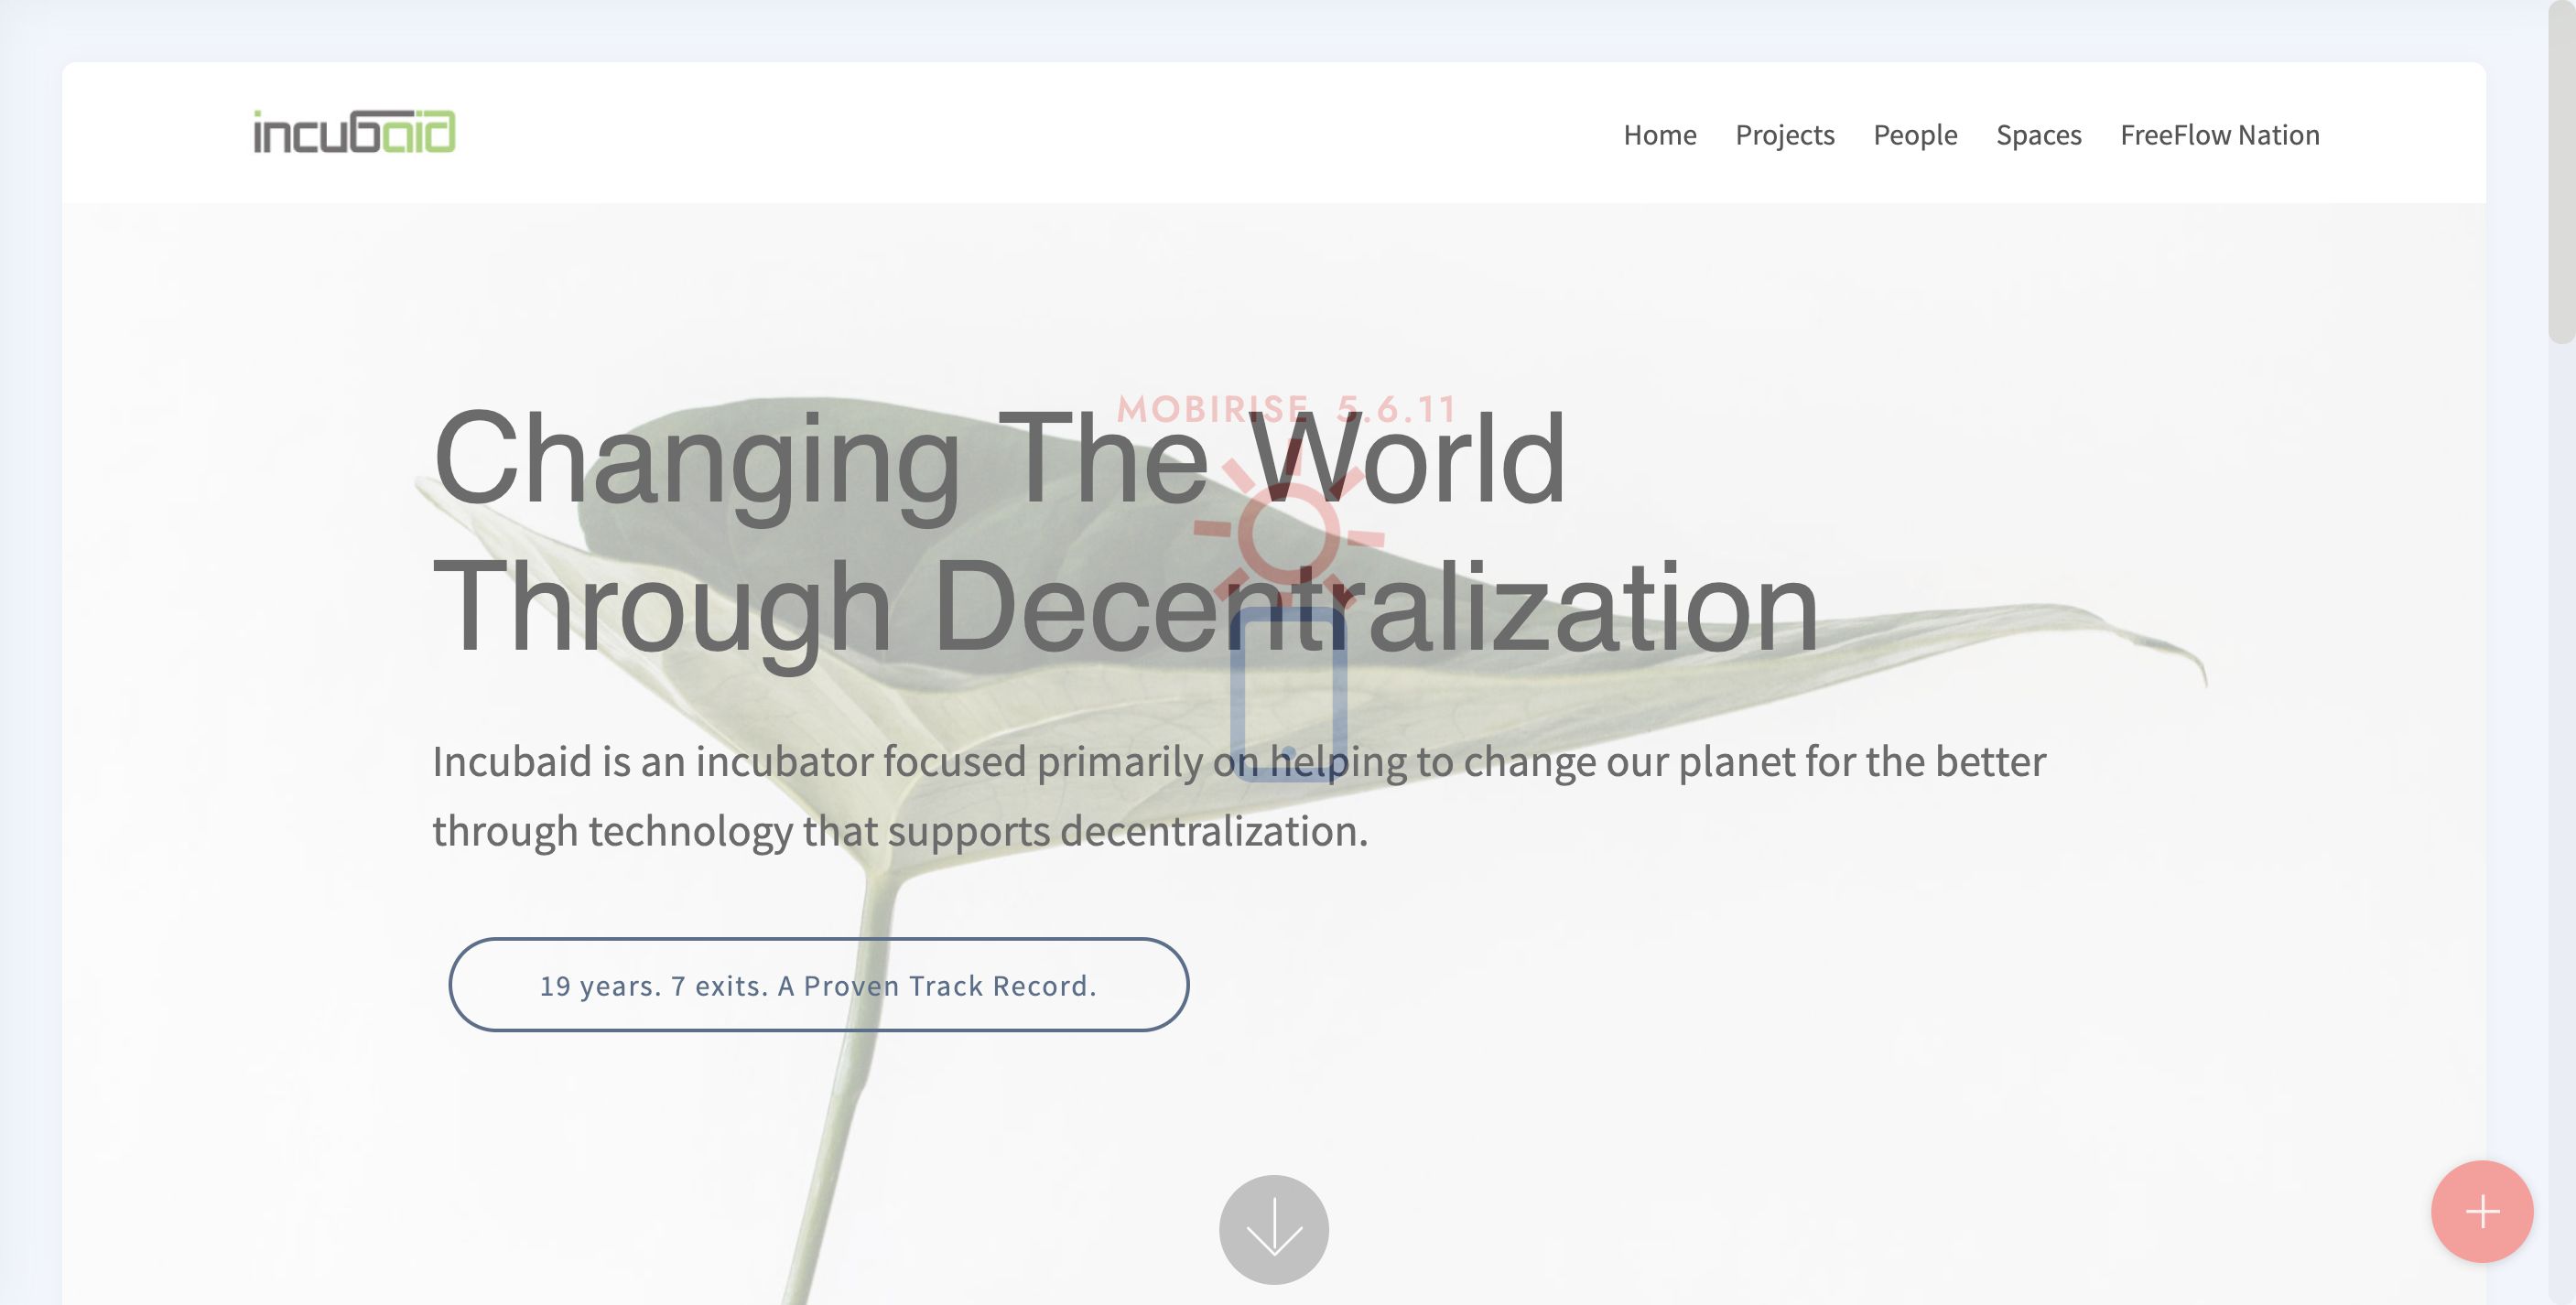 incubaid
Home Projects People Spaces FreeFlow Nation
MOBIRISE 5.6.11
Changing The World
Through Decentralization
Incubaid is an incubator focused primarily on helping to change our planet for the better
through technology that supports decentralization.
19 years. 7 exits. A Proven Track Record.